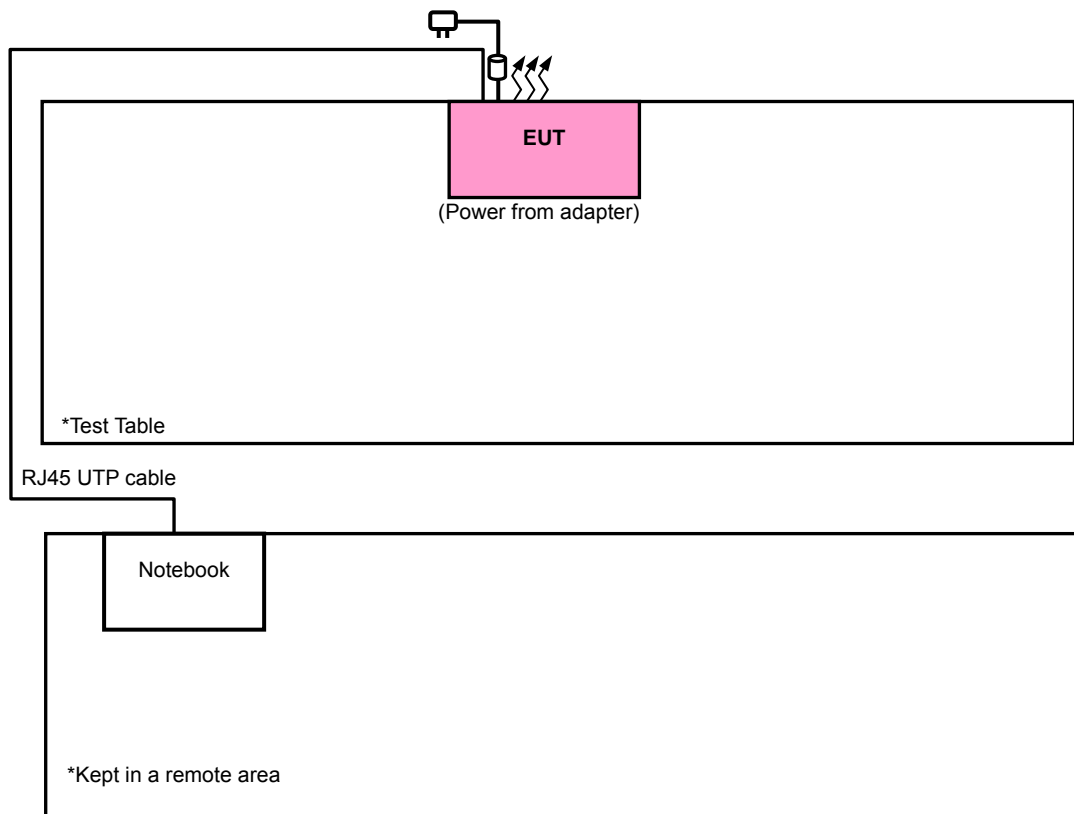 EUT
(Power from adapter)
*Test Table
RJ45 UTP cable
Notebook
*Kept in a remote area